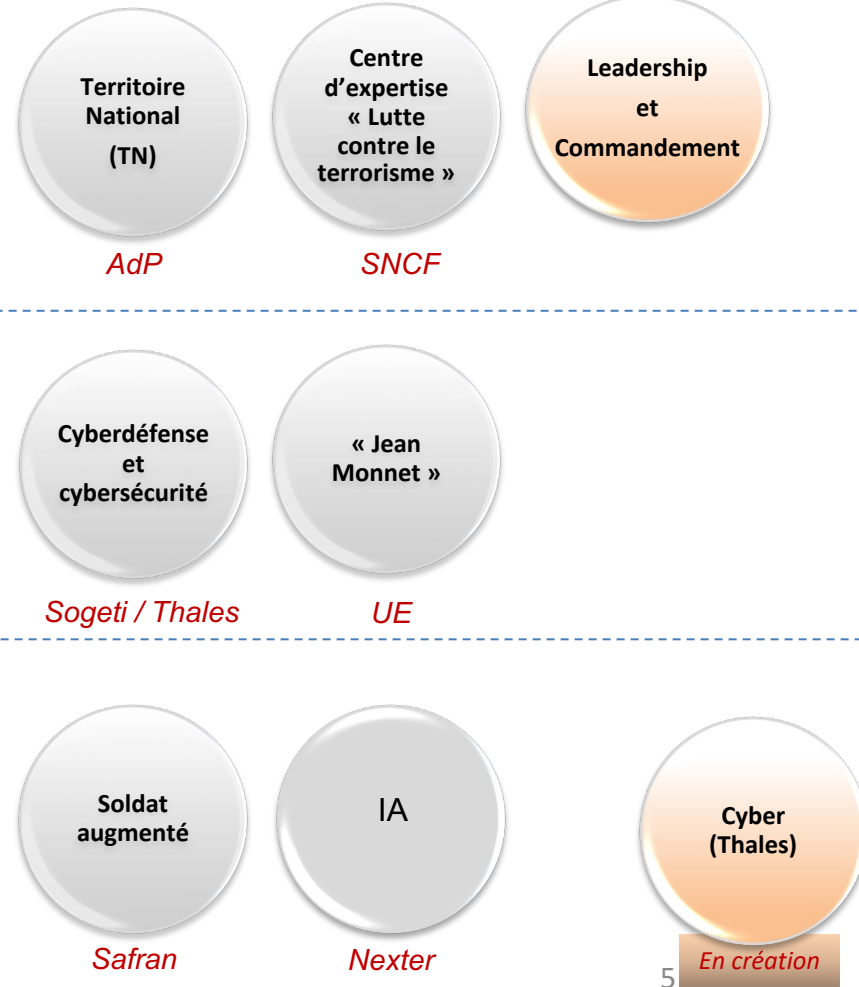 Territoire
National
(TN)
Centre
d’expertise
« Lutte
contre le
terrorisme »
Leadership
et
Commandement
AdP
SNCF
Cyberdéfense
et
cybersécurité
« Jean
Monnet »
Sogeti / Thales
UE
Soldat
augmenté
IA
Cyber
(Thales)
Safran
Nexter
En création
5